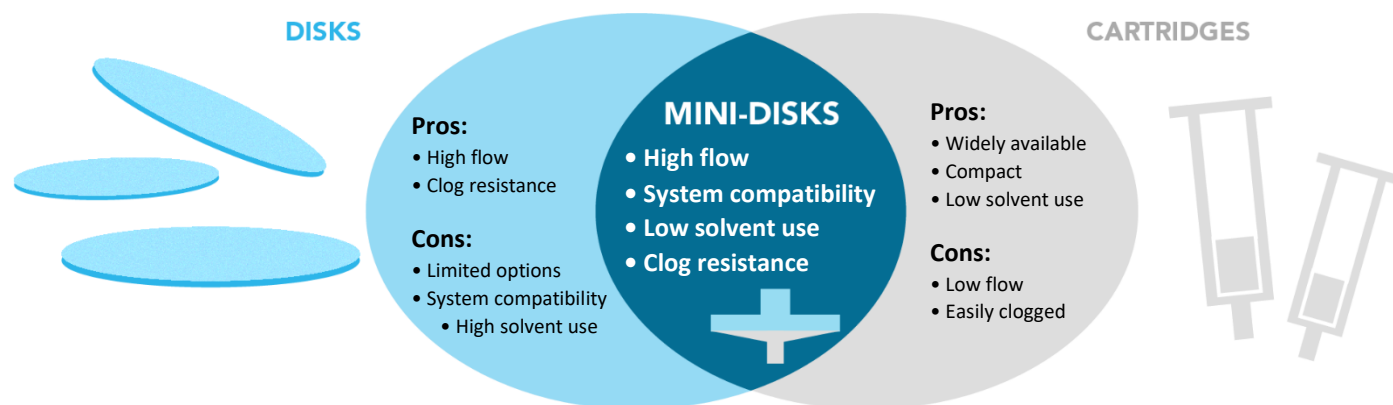 DISKS
Pros:
• High flow
• Clog resistance
Cons:
• Limited options
• System compatibility
• High solvent use
MINI-DISKS
• High flow
• System compatibility
• Low solvent use
• Clog resistance
CARTRIDGES
Pros:
• Widely available
• Compact
• Low solvent use
Cons:
• Low flow
• Easily clogged